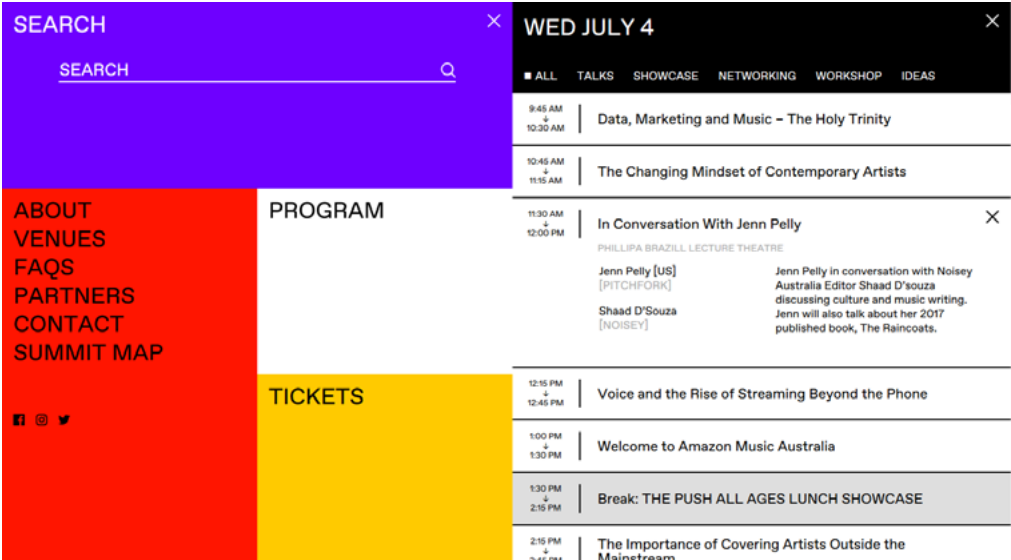 SEARCH
SEARCH
ABOUT
VENUES
FAQS
PARTNERS
CONTACT
SUMMIT MAP
PROGRAM
TICKETS
WED JULY 4
ALL TALKS SHOWCASE NETWORKING WORKSHOP IDEAS
9:45 AM
↓
10:30 AM
Data, Marketing and Music – The Holy Trinity
10:45 AM
↓
11:15 AM
The Changing Mindset of Contemporary Artists
11:30 AM
↓
12:00 PM
In Conversation With Jenn Pelly
PHILLIPA BRAZILL LECTURE THEATRE
Jenn Pelly [US]
[PITCHFORK]
Shaad D'Souza
[NOISEY]
Jenn Pelly in conversation with Noisey
Australia Editor Shaad D'souza
discussing culture and music writing.
Jenn will also talk about her 2017
published book, The Raincoats.
12:15 PM
↓
12:45 PM
Voice and the Rise of Streaming Beyond the Phone
1:00 PM
↓
1:30 PM
Welcome to Amazon Music Australia
1:30 PM
↓
2:15 PM
Break: THE PUSH ALL AGES LUNCH SHOWCASE
2:15 PM
↓
2:45 PM
The Importance of Covering Artists Outside the
Mainstream